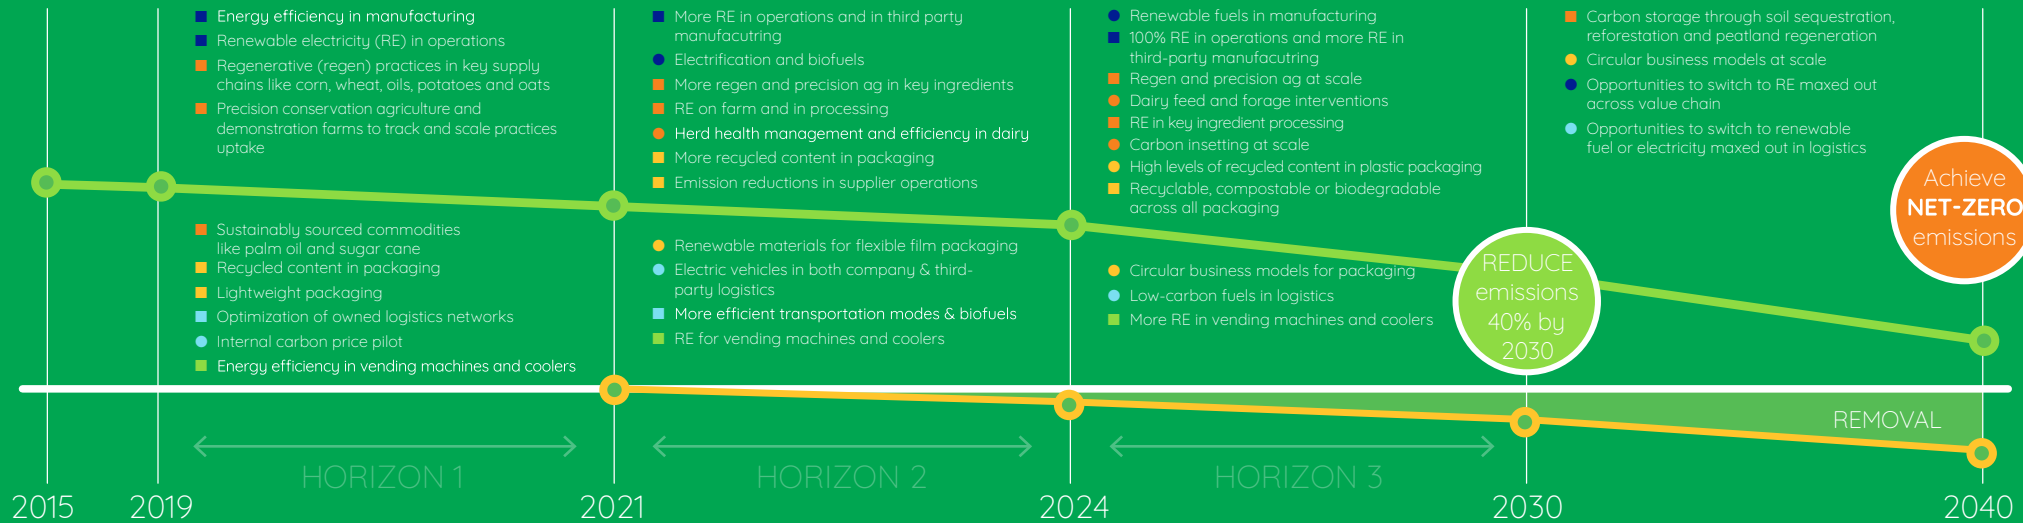 Energy efficiency in manufacturing
Renewable electricity (RE) in operations
Regenerative (regen) practices in key supply
chains like corn, wheat, oils, potatoes and oats
Precision conservation agriculture and
demonstration farms to track and scale practices
uptake
Sustainably sourced commodities
like palm oil and sugar cane
Recycled content in packaging
Lightweight packaging
Optimization of owned logistics networks
Internal carbon price pilot
Energy efficiency in vending machines and coolers
More RE in operations and in third party
manufacutring
Electrification and biofuels
More regen and precision ag in key ingredients
RE on farm and in processing
Herd health management and efficiency in dairy
More recycled content in packaging
Emission reductions in supplier operations
Renewable materials for flexible film packaging
Electric vehicles in both company & third-
party logistics
More efficient transportation modes & biofuels
RE for vending machines and coolers
Renewable fuels in manufacturing
100% RE in operations and more RE in
third-party manufacutring
Regen and precision ag at scale
Dairy feed and forage interventions
RE in key ingredient processing
Carbon insetting at scale
High levels of recycled content in plastic packaging
Recyclable, compostable or biodegradable
across all packaging
Circular business models for packaging
Low-carbon fuels in logistics
More RE in vending machines and coolers
Carbon storage through soil sequestration,
reforestation and peatland regeneration
Circular business models at scale
Opportunities to switch to RE maxed out
across value chain
Opportunities to switch to renewable
fuel or electricity maxed out in logistics
REDUCE
emissions
40% by
2030
Achieve
NET-ZERO
emissions
REMOVAL
HORIZON 1
HORIZON 2
HORIZON 3
2015
2019
2021
2024
2030
2040